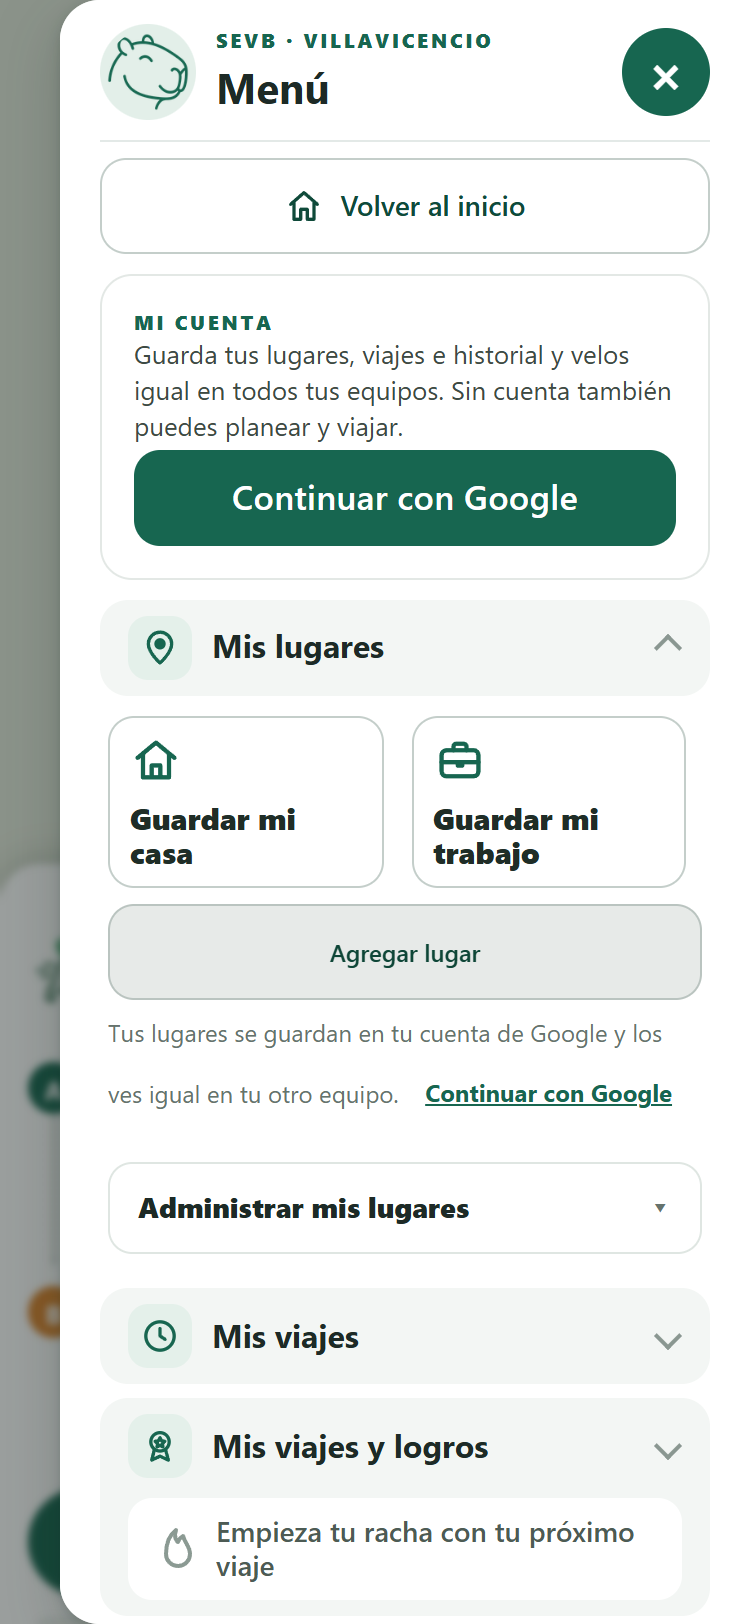 SEVB · VILLAVICENCIO
Menú
Volver al inicio
MI CUENTA
Guarda tus lugares, viajes e historial y velos
igual en todos tus equipos. Sin cuenta también
puedes planear y viajar.
Continuar con Google
Mis lugares
Guardar mi
casa
Guardar mi
trabajo
Agregar lugar
Tus lugares se guardan en tu cuenta de Google y los
ves igual en tu otro equipo. Continuar con Google
Administrar mis lugares
Mis viajes
Mis viajes y logros
Empieza tu racha con tu próximo
viaje